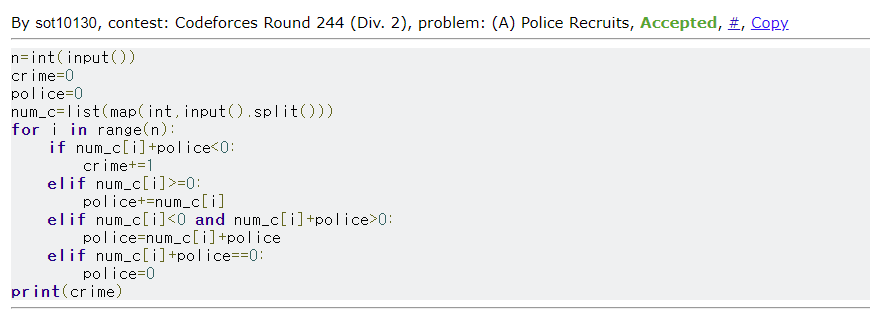 By sot10130, contest: Codeforces Round 244 (Div. 2), problem: (A) Police Recruits, Accepted, #, Copy
n=int(input())
crime=0
police=0
num_c=list(map(int,input().split()))
for i in range(n):
    if num_c[i]+police<0:
        crime+=1
    elif num_c[i]>=0:
        police+=num_c[i]
    elif num_c[i]<0 and num_c[i]+police>0:
        police=num_c[i]+police
    elif num_c[i]+police==0:
        police=0
print(crime)